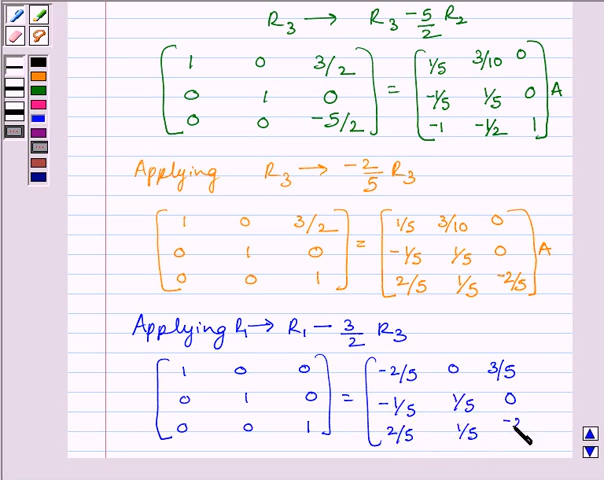 R₃ → R₃ - 5/2 R₂
[1 0 3/2] = [1/5 3/10 0]
[0 1 0] [-1/5 1/5 0] A
[0 0 -5/2] [-1 -1/2 1]
Applying R₃ → -2/5 R₃
[1 0 3/2] = [1/5 3/10 0]
[0 1 0] [-1/5 1/5 0] A
[0 0 1] [2/5 1/5 -2/5]
Applying R₁ → R₁ - 3/2 R₃
[1 0 0] = [-2/5 0 3/5
[0 1 0] [-1/5 1/5 0
[0 0 1] [2/5 1/5